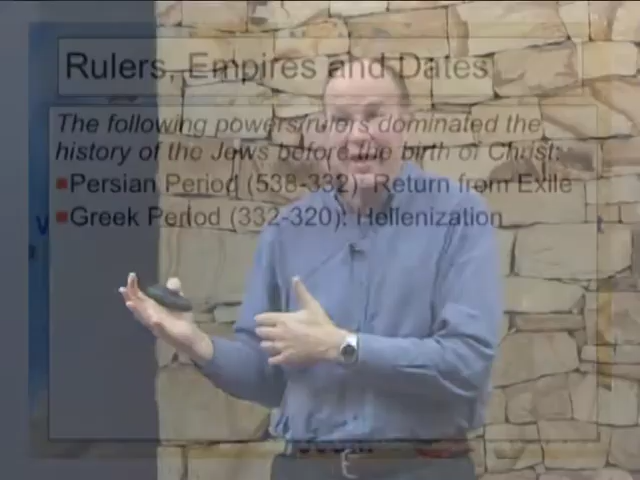 Rulers, Empires and Dates
The following powers/rulers dominated the
history of the Jews before the birth of Christ:
Persian Period (538-332): Return from Exile
Greek Period (332-320): Hellenization